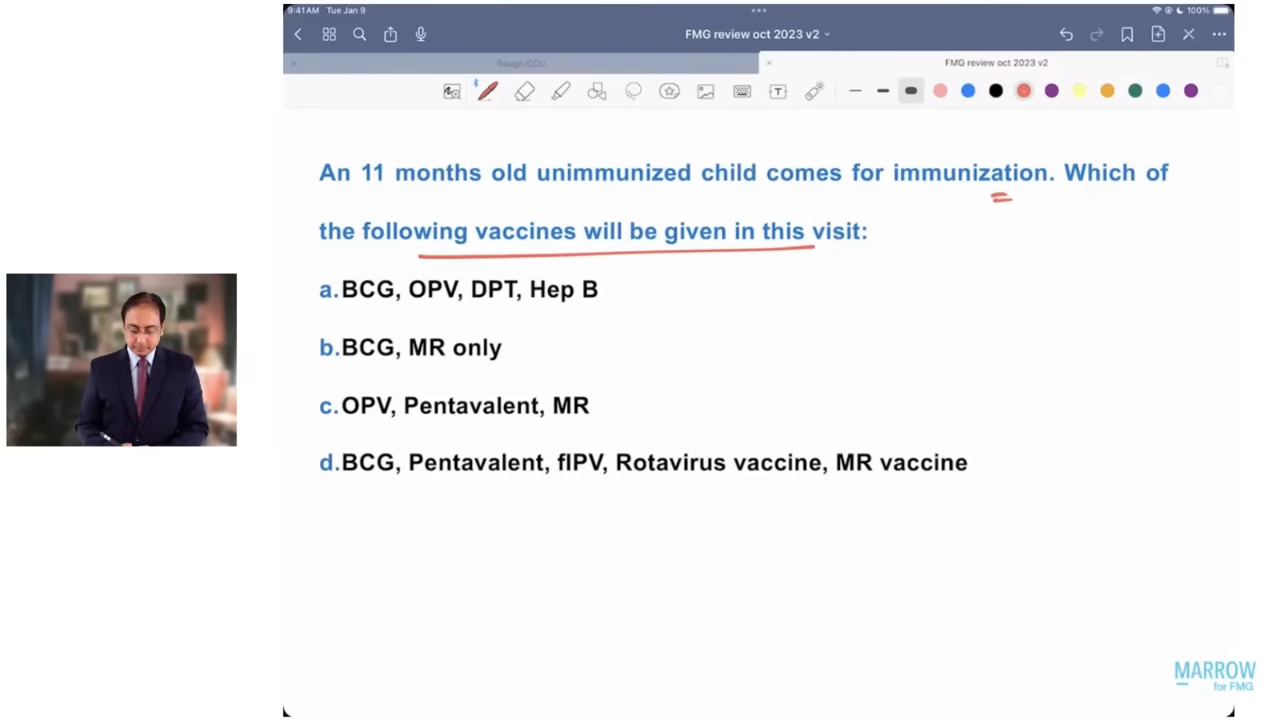 9:41AM Tue Jan 9
100%
FMG review oct 2023 v2
Rough CCU
FMG review oct 2023 v2
T
An 11 months old unimmunized child comes for immunization. Which of
the following vaccines will be given in this visit:
a. BCG, OPV, DPT, Hep B
b. BCG, MR only
c. OPV, Pentavalent, MR
d. BCG, Pentavalent, fIPV, Rotavirus vaccine, MR vaccine
MARROW
for FMG